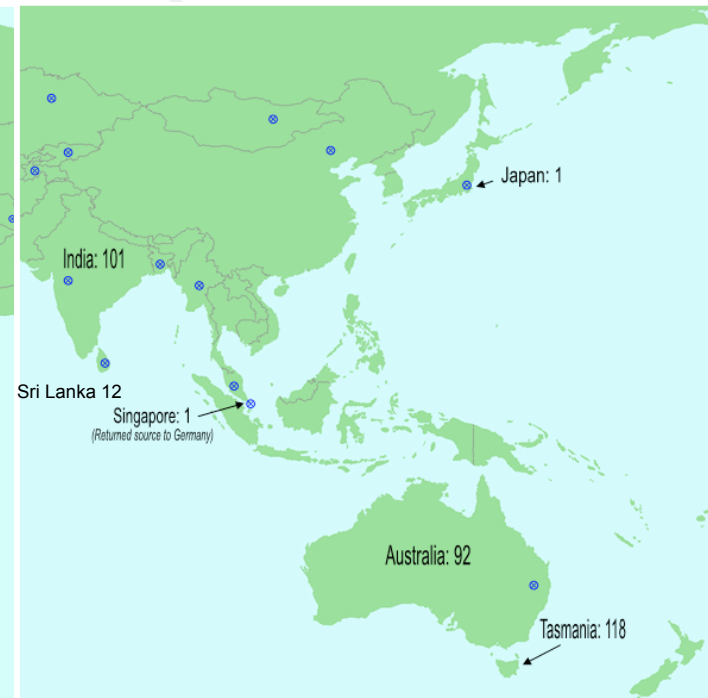 Japan: 1
India: 101
Sri Lanka 12
Singapore: 1
(Returned source to Germany)
Australia: 92
Tasmania: 118